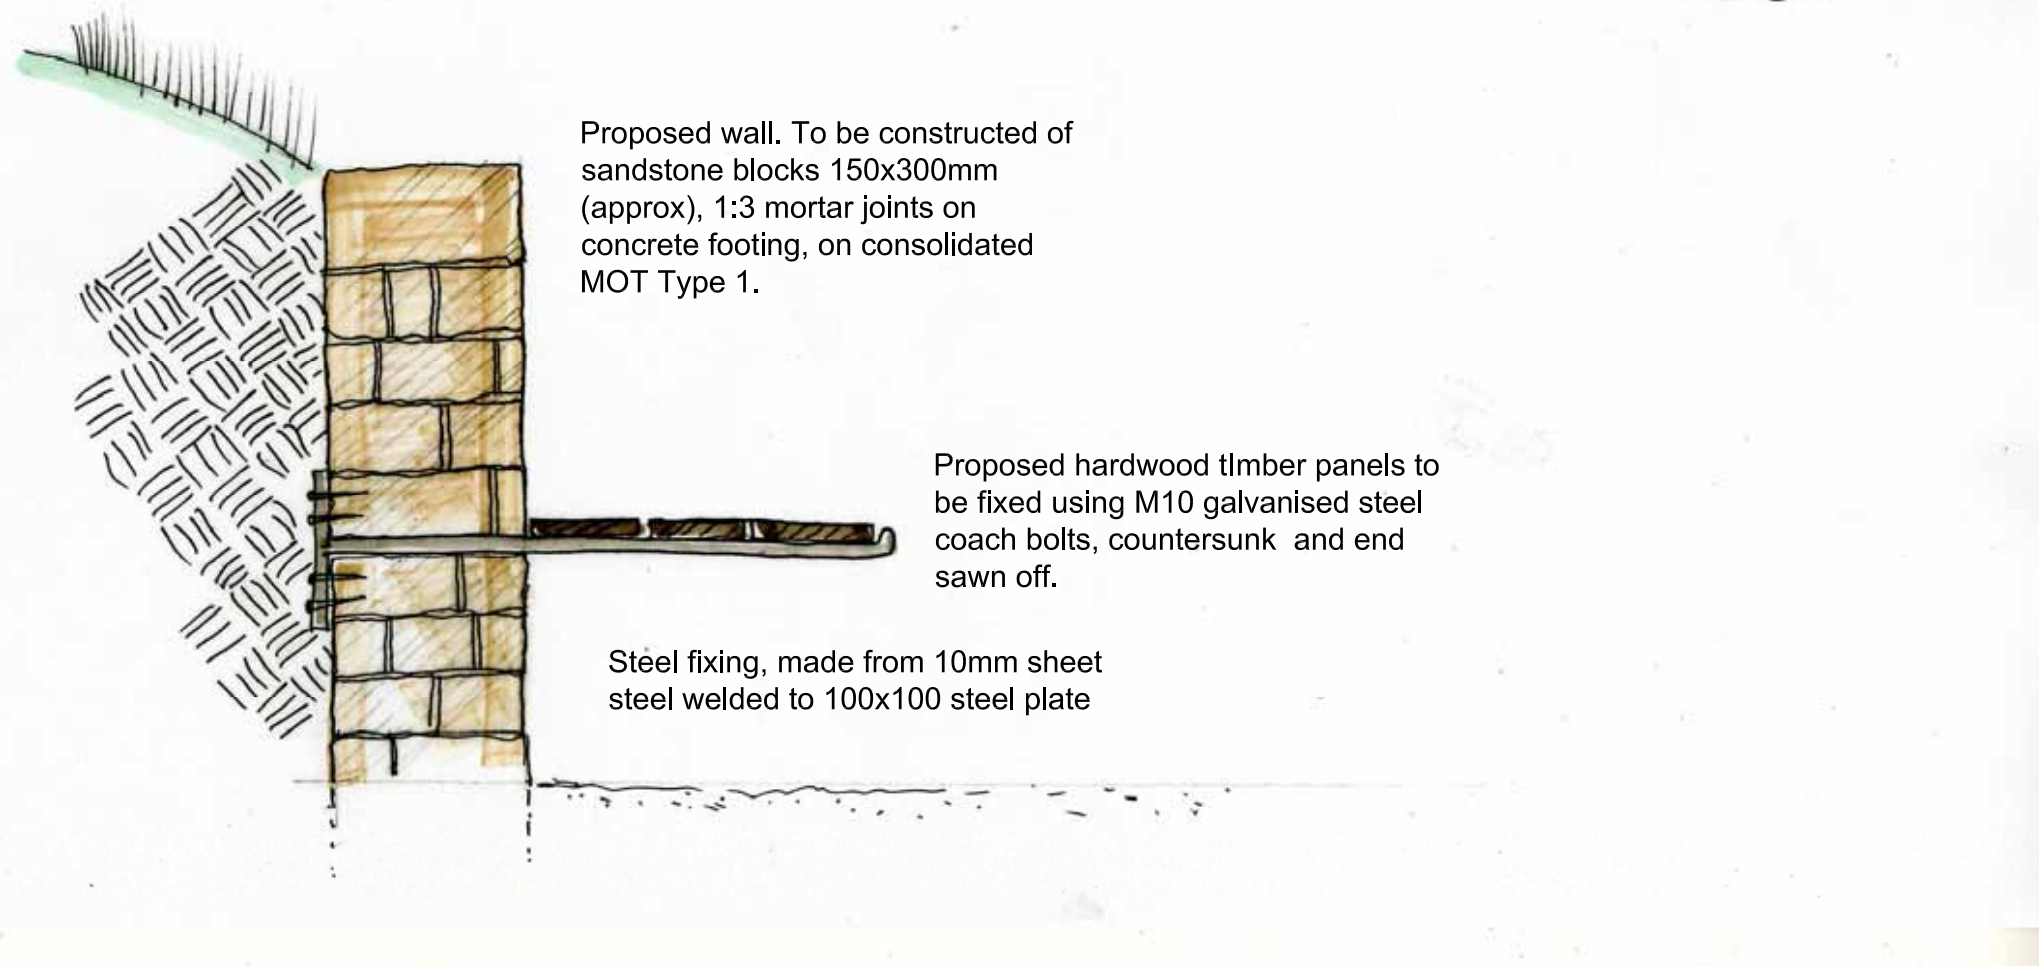 Proposed wall. To be constructed of
sandstone blocks 150x300mm
(approx), 1:3 mortar joints on
concrete footing, on consolidated
MOT Type 1.
Proposed hardwood tImber panels to
be fixed using M10 galvanised steel
coach bolts, countersunk  and end
sawn off.
Steel fixing, made from 10mm sheet
steel welded to 100x100 steel plate